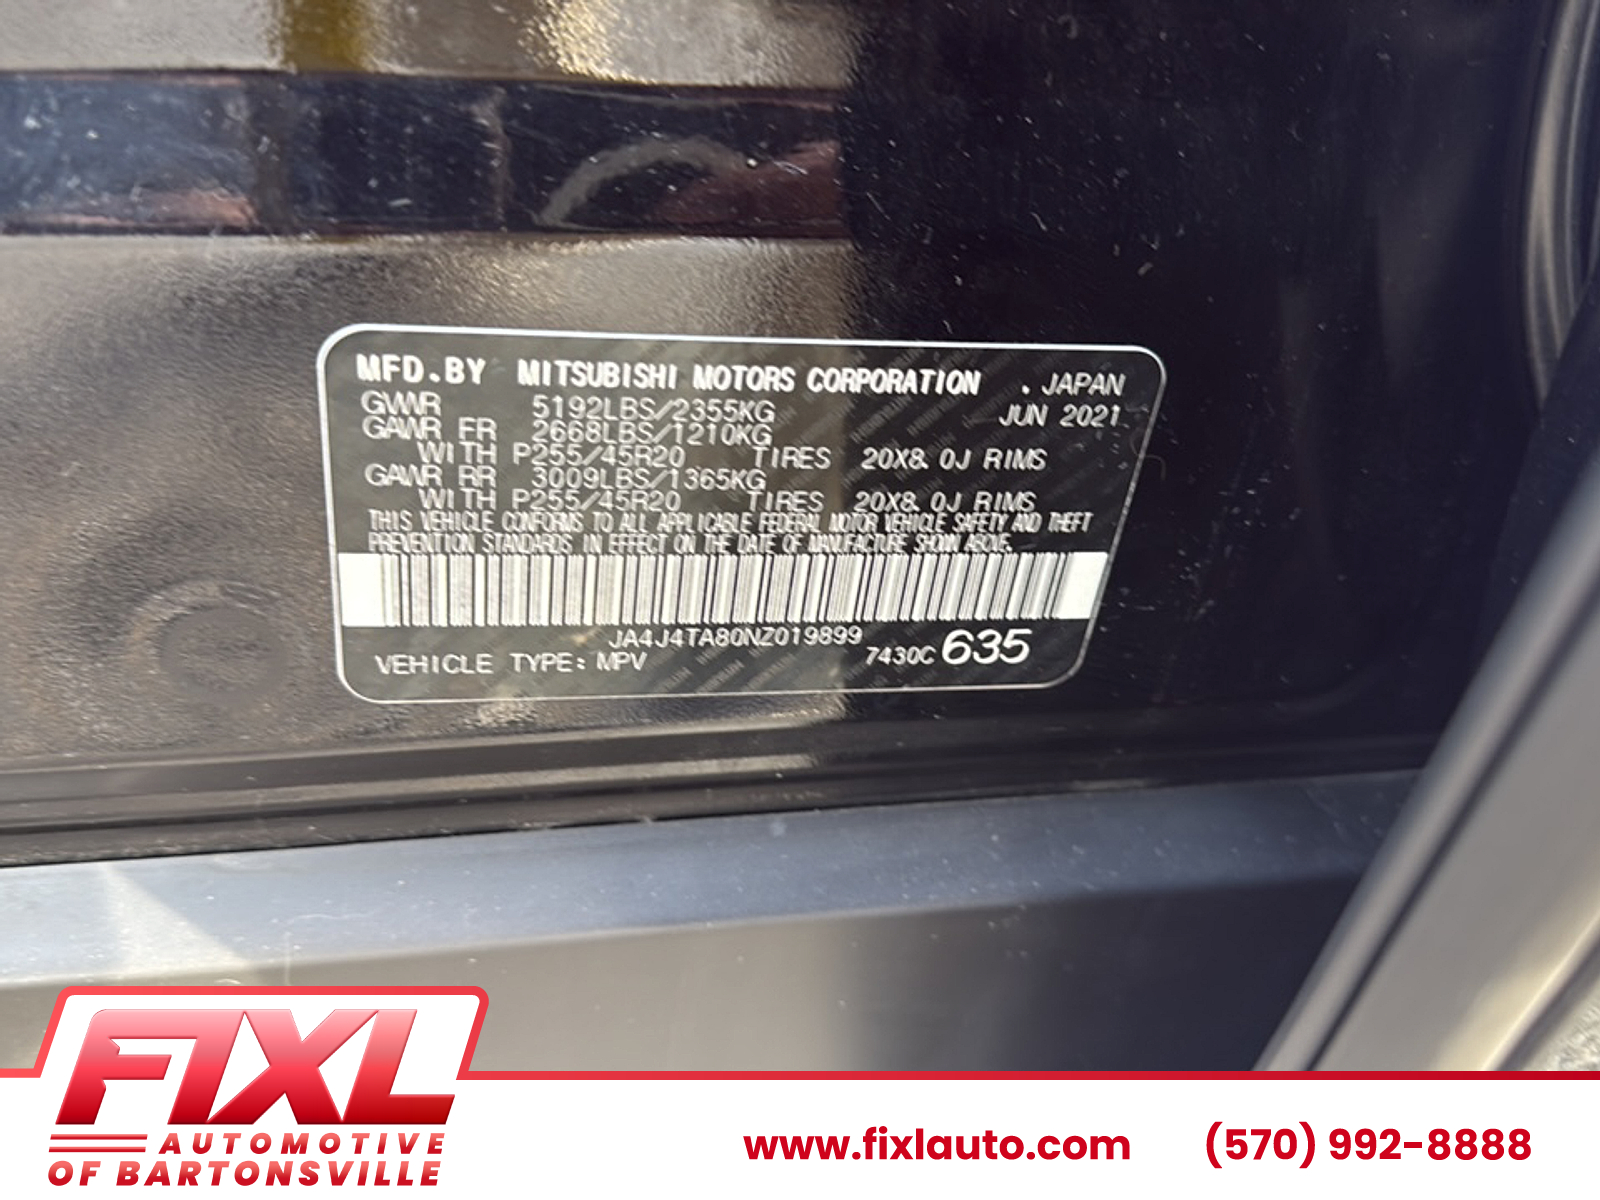 MFD.BY MITSUBISHI MOTORS CORPORATION . JAPAN
GVWR 5192LBS/2355KG JUN 2021
GAWR FR 2668LBS/1210KG
WITH P255/45R20 TIRES 20X8.0J RIMS
GAWR RR 3009LBS/1365KG
WITH P255/45R20 TIRES 20X8.0J RIMS
THIS VEHICLE CONFORMS TO ALL APPLICABLE FEDERAL MOTOR VEHICLE SAFETY AND THEFT
PREVENTION STANDARDS IN EFFECT ON THE DATE OF MANUFACTURE SHOWN ABOVE.
JA4J4TA80NZ019899
VEHICLE TYPE: MPV 7430C 635
FIXL
AUTOMOTIVE
OF BARTONSVILLE
www.fixlauto.com (570) 992-8888